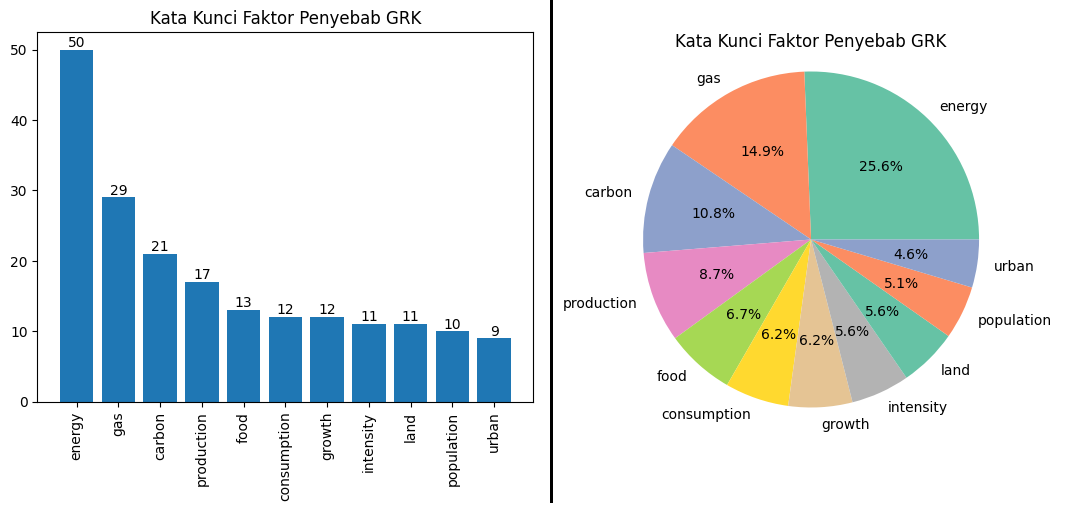 Kata Kunci Faktor Penyebab GRK
50
40
30
20
10
0
50
29
21
17
13
12
12
11
11
10
9
energy
gas
carbon
production
food
consumption
growth
intensity
land
population
urban
Kata Kunci Faktor Penyebab GRK
energy
25.6%
gas
14.9%
carbon
10.8%
production
8.7%
food
6.7%
consumption
6.2%
growth
6.2%
intensity
5.6%
land
5.6%
population
5.1%
urban
4.6%